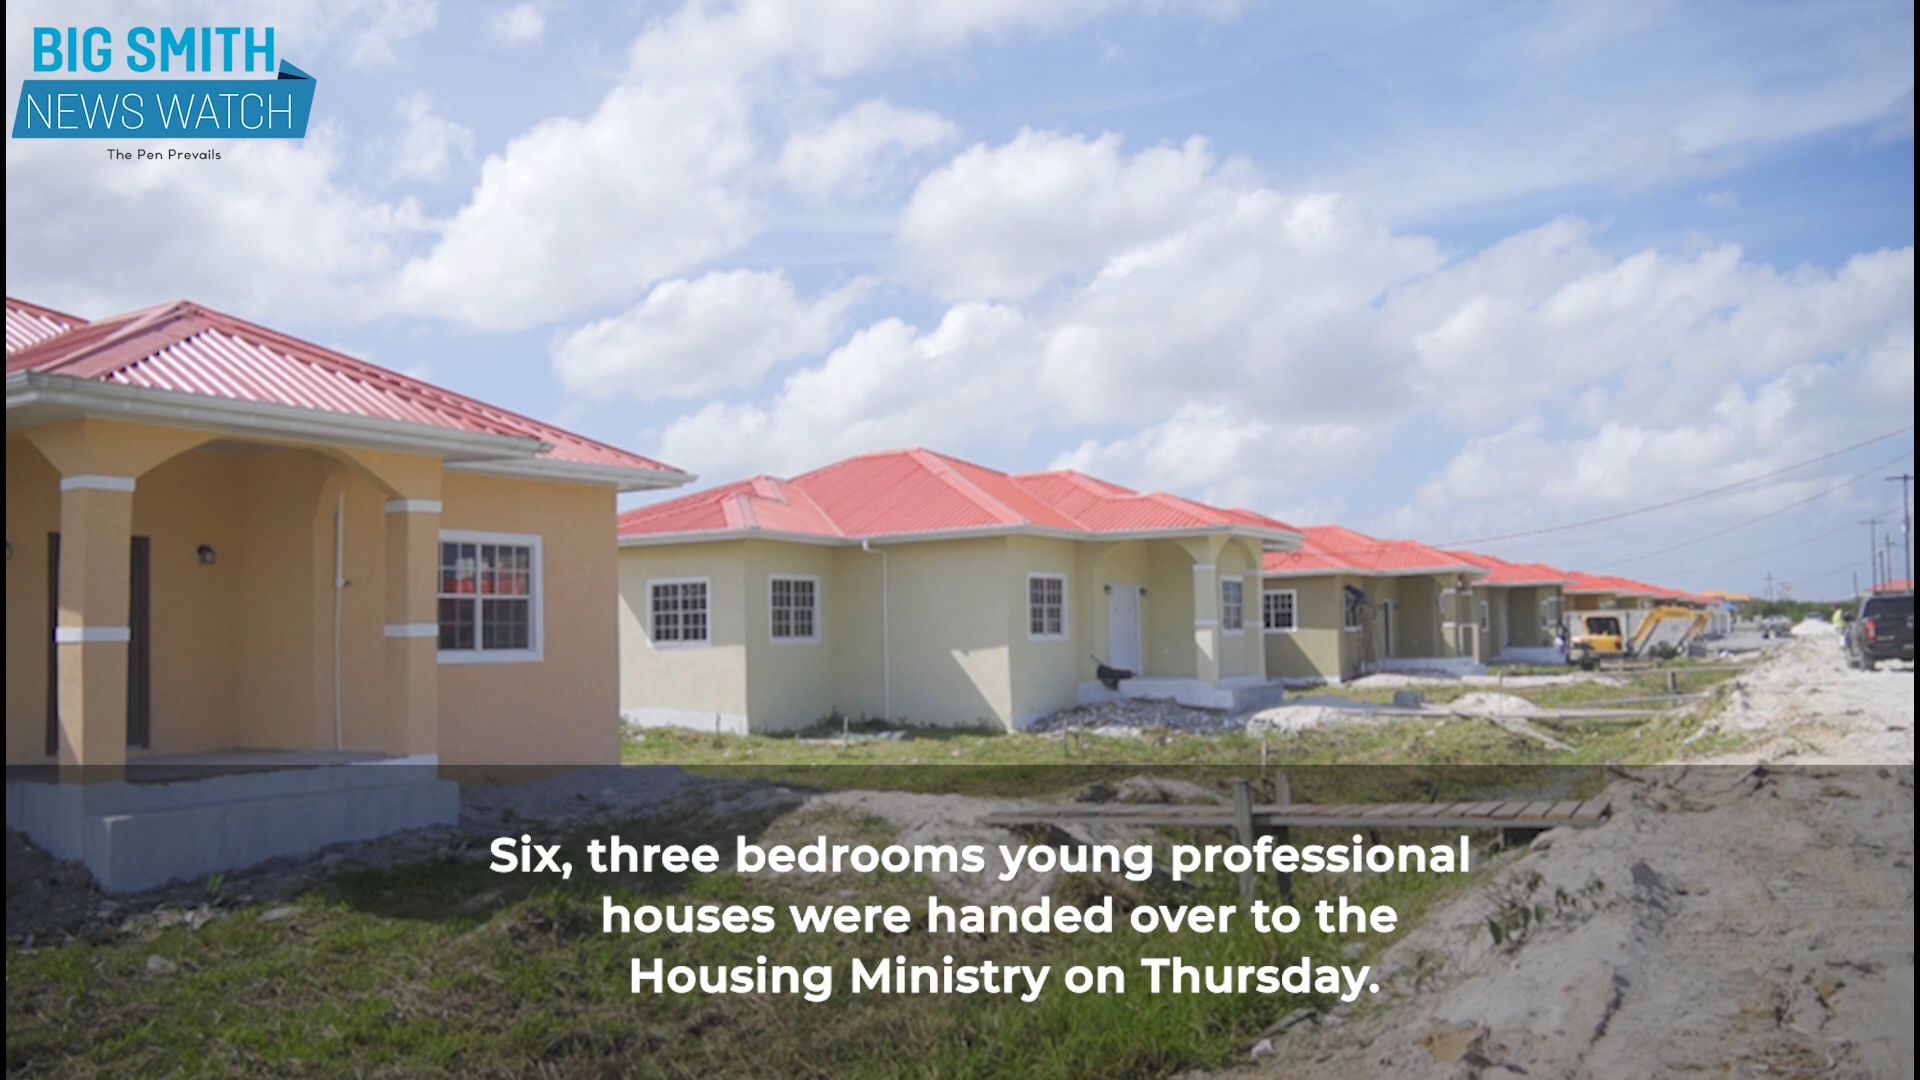 BIG SMITH
NEWS WATCH
The Pen Prevails
Six, three bedrooms young professional
houses were handed over to the
Housing Ministry on Thursday.